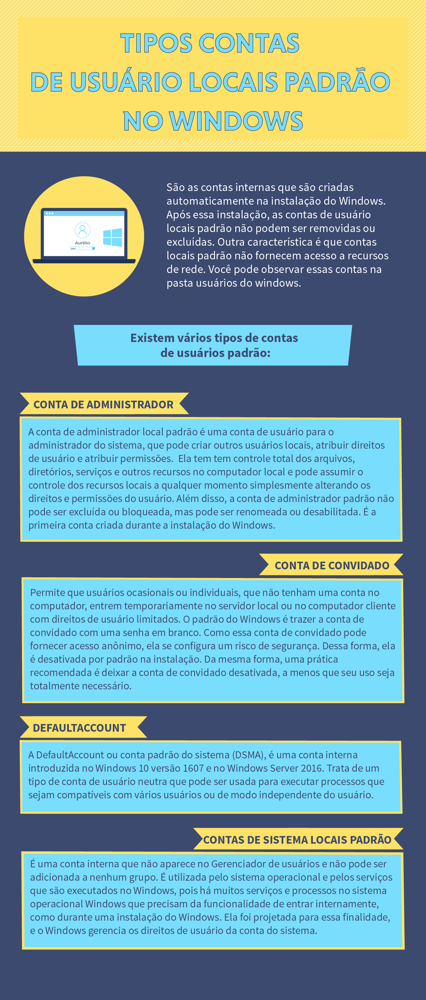 TIPOS CONTAS
DE USUÁRIO LOCAIS PADRÃO
NO WINDOWS
Aurélio
São as contas internas que são criadas
automaticamente na instalação do Windows.
Após essa instalação, as contas de usuário
locais padrão não podem ser removidas ou
excluídas. Outra característica é que contas
locais padrão não fornecem acesso a recursos
de rede. Você pode observar essas contas na
pasta usuários do windows.
Existem vários tipos de contas
de usuários padrão:
CONTA DE ADMINISTRADOR
A conta de administrador local padrão é uma conta de usuário para o
administrador do sistema, que pode criar outros usuários locais, atribuir direitos
de usuário e atribuir permissões.  Ela tem tem controle total dos arquivos,
diretórios, serviços e outros recursos no computador local e pode assumir o
controle dos recursos locais a qualquer momento simplesmente alterando os
direitos e permissões do usuário. Além disso, a conta de administrador padrão não
pode ser excluída ou bloqueada, mas pode ser renomeada ou desabilitada. É a
primeira conta criada durante a instalação do Windows.
CONTA DE CONVIDADO
Permite que usuários ocasionais ou individuais, que não tenham uma conta no
computador, entrem temporariamente no servidor local ou no computador cliente
com direitos de usuário limitados. O padrão do Windows é trazer a conta de
convidado com uma senha em branco. Como essa conta de convidado pode
fornecer acesso anônimo, ela se configura um risco de segurança. Dessa forma, ela
é desativada por padrão na instalação. Da mesma forma, uma prática
recomendada é deixar a conta de convidado desativada, a menos que seu uso seja
totalmente necessário.
DEFAULTACCOUNT
A DefaultAccount ou conta padrão do sistema (DSMA), é uma conta interna
introduzida no Windows 10 versão 1607 e no Windows Server 2016. Trata de um
tipo de conta de usuário neutra que pode ser usada para executar processos que
sejam compatíveis com vários usuários ou de modo independente do usuário.
CONTAS DE SISTEMA LOCAIS PADRÃO
É uma conta interna que não aparece no Gerenciador de usuários e não pode ser
adicionada a nenhum grupo. É utilizada pelo sistema operacional e pelos serviços
que são executados no Windows, pois há muitos serviços e processos no sistema
operacional Windows que precisam da funcionalidade de entrar internamente,
como durante uma instalação do Windows. Ela foi projetada para essa finalidade,
e o Windows gerencia os direitos de usuário da conta do sistema.